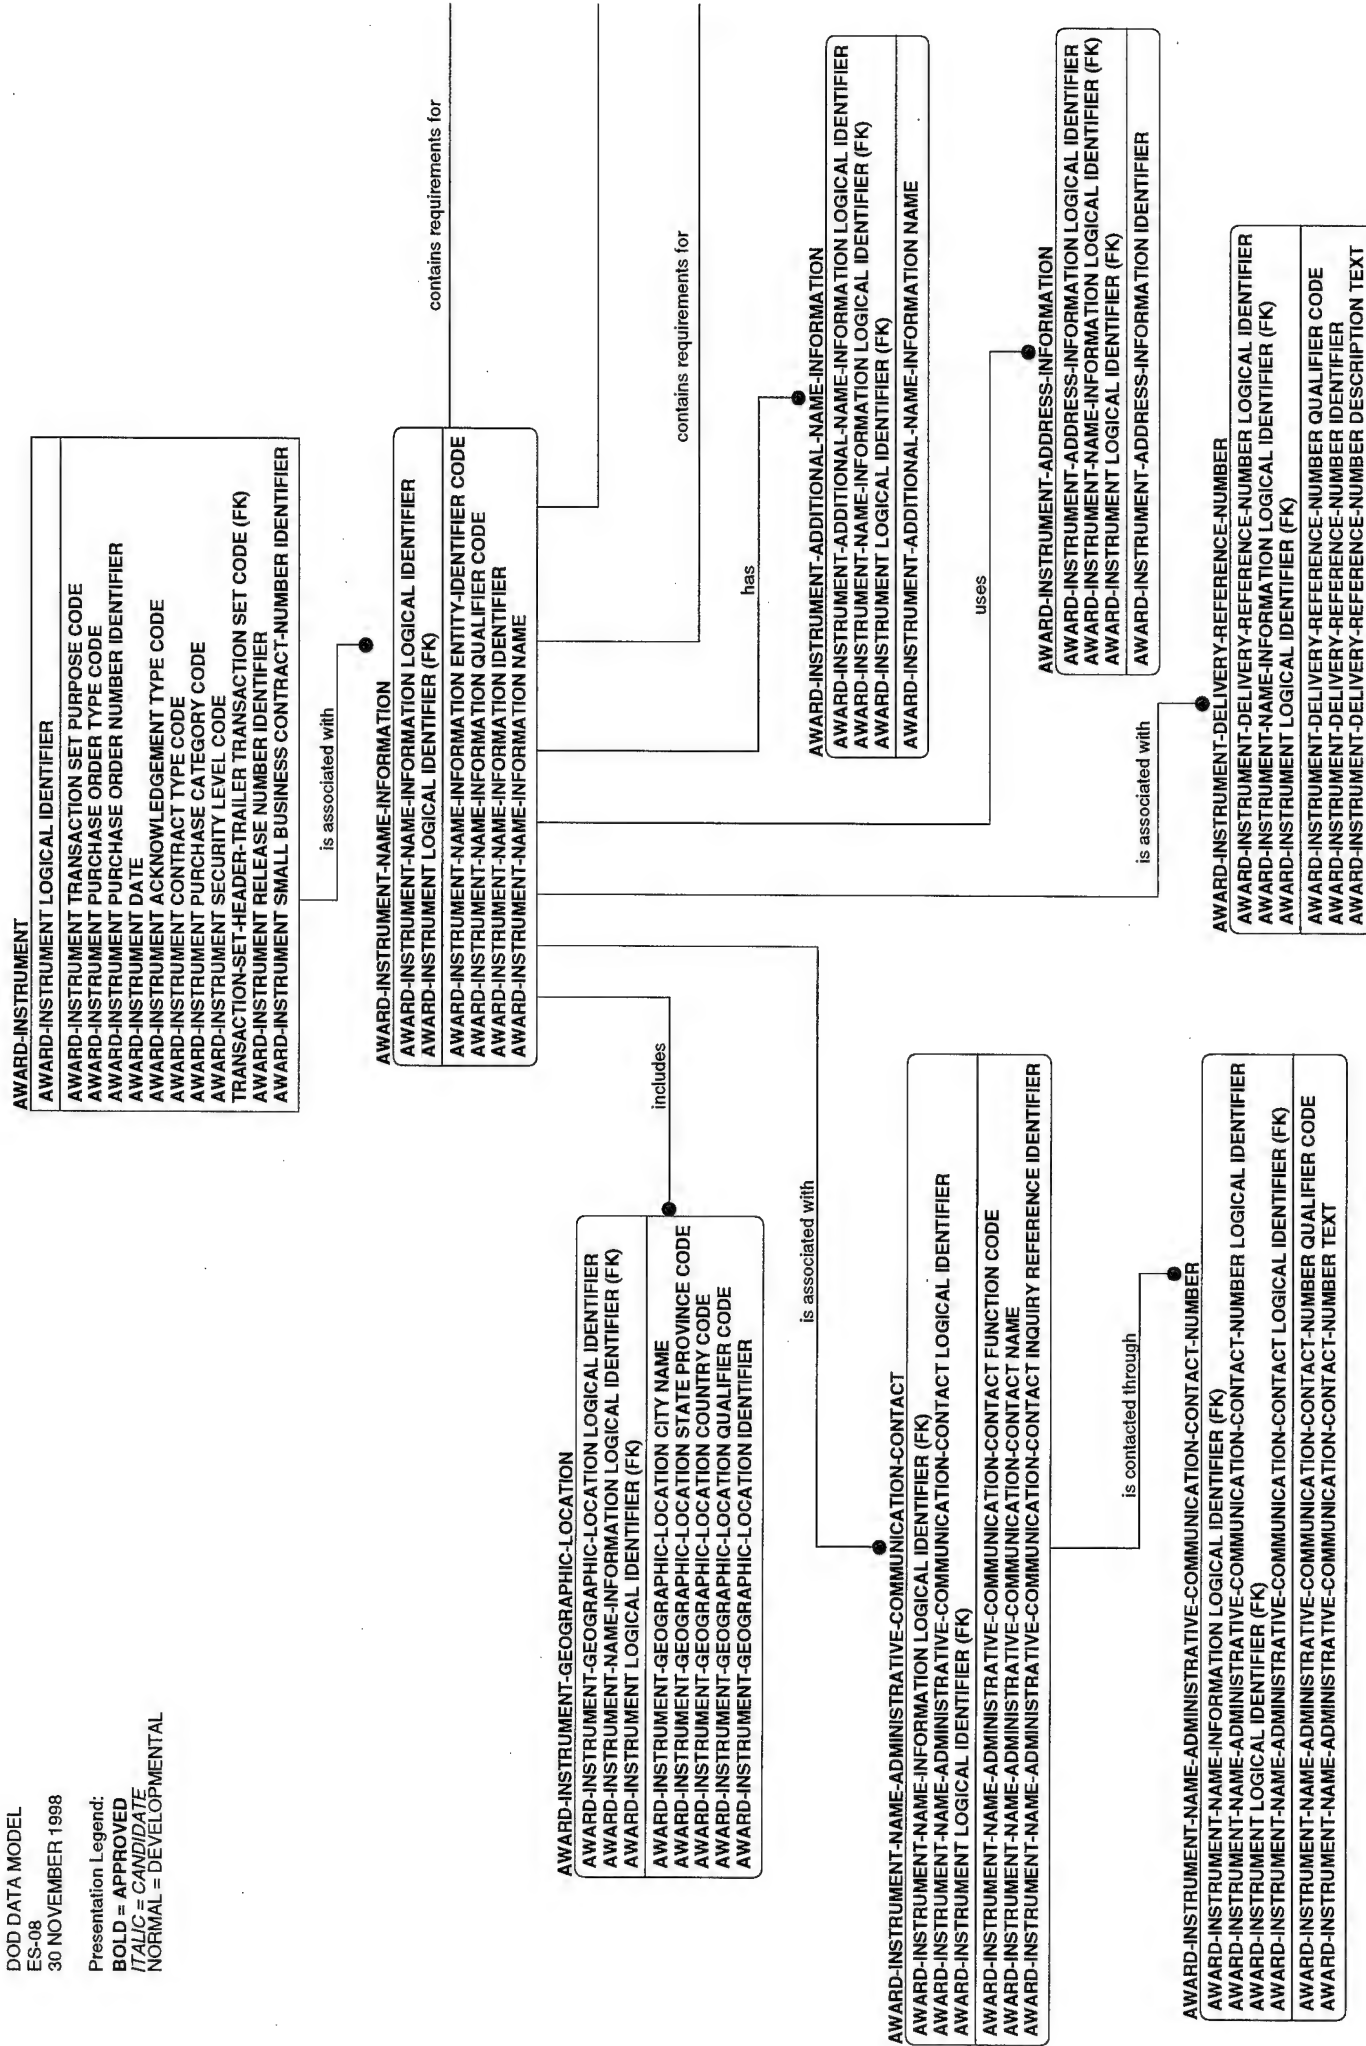 DOD DATA MODEL
ES-08
30 NOVEMBER 1998
Presentation Legend:
BOLD = APPROVED
ITALIC = CANDIDATE
NORMAL = DEVELOPMENTAL
AWARD-INSTRUMENT
AWARD-INSTRUMENT LOGICAL IDENTIFIER
AWARD-INSTRUMENT TRANSACTION SET PURPOSE CODE
AWARD-INSTRUMENT PURCHASE ORDER TYPE CODE
AWARD-INSTRUMENT PURCHASE ORDER NUMBER IDENTIFIER
AWARD-INSTRUMENT DATE
AWARD-INSTRUMENT ACKNOWLEDGEMENT TYPE CODE
AWARD-INSTRUMENT CONTRACT TYPE CODE
AWARD-INSTRUMENT PURCHASE CATEGORY CODE
AWARD-INSTRUMENT SECURITY LEVEL CODE
TRANSACTION-SET-HEADER-TRAILER TRANSACTION SET CODE (FK)
AWARD-INSTRUMENT RELEASE NUMBER IDENTIFIER
AWARD-INSTRUMENT SMALL BUSINESS CONTRACT-NUMBER IDENTIFIER
is associated with
AWARD-INSTRUMENT-NAME-INFORMATION
AWARD-INSTRUMENT-NAME-INFORMATION LOGICAL IDENTIFIER
AWARD-INSTRUMENT LOGICAL IDENTIFIER (FK)
AWARD-INSTRUMENT-NAME-INFORMATION ENTITY-IDENTIFIER CODE
AWARD-INSTRUMENT-NAME-INFORMATION QUALIFIER CODE
AWARD-INSTRUMENT-NAME-INFORMATION IDENTIFIER
AWARD-INSTRUMENT-NAME-INFORMATION NAME
contains requirements for
contains requirements for
includes
AWARD-INSTRUMENT-GEOGRAPHIC-LOCATION
AWARD-INSTRUMENT-GEOGRAPHIC-LOCATION LOGICAL IDENTIFIER
AWARD-INSTRUMENT-NAME-INFORMATION LOGICAL IDENTIFIER (FK)
AWARD-INSTRUMENT LOGICAL IDENTIFIER (FK)
AWARD-INSTRUMENT-GEOGRAPHIC-LOCATION CITY NAME
AWARD-INSTRUMENT-GEOGRAPHIC-LOCATION STATE PROVINCE CODE
AWARD-INSTRUMENT-GEOGRAPHIC-LOCATION COUNTRY CODE
AWARD-INSTRUMENT-GEOGRAPHIC-LOCATION QUALIFIER CODE
AWARD-INSTRUMENT-GEOGRAPHIC-LOCATION IDENTIFIER
has
AWARD-INSTRUMENT-ADDITIONAL-NAME-INFORMATION
AWARD-INSTRUMENT-ADDITIONAL-NAME-INFORMATION LOGICAL IDENTIFIER
AWARD-INSTRUMENT-NAME-INFORMATION LOGICAL IDENTIFIER (FK)
AWARD-INSTRUMENT LOGICAL IDENTIFIER (FK)
AWARD-INSTRUMENT-ADDITIONAL-NAME-INFORMATION NAME
is associated with
AWARD-INSTRUMENT-NAME-ADMINISTRATIVE-COMMUNICATION-CONTACT
AWARD-INSTRUMENT-NAME-INFORMATION LOGICAL IDENTIFIER (FK)
AWARD-INSTRUMENT-NAME-ADMINISTRATIVE-COMMUNICATION-CONTACT LOGICAL IDENTIFIER
AWARD-INSTRUMENT LOGICAL IDENTIFIER (FK)
AWARD-INSTRUMENT-NAME-ADMINISTRATIVE-COMMUNICATION-CONTACT FUNCTION CODE
AWARD-INSTRUMENT-NAME-ADMINISTRATIVE-COMMUNICATION-CONTACT NAME
AWARD-INSTRUMENT-NAME-ADMINISTRATIVE-COMMUNICATION-CONTACT INQUIRY REFERENCE IDENTIFIER
uses
AWARD-INSTRUMENT-ADDRESS-INFORMATION
AWARD-INSTRUMENT-ADDRESS-INFORMATION LOGICAL IDENTIFIER
AWARD-INSTRUMENT-NAME-INFORMATION LOGICAL IDENTIFIER (FK)
AWARD-INSTRUMENT LOGICAL IDENTIFIER (FK)
AWARD-INSTRUMENT-ADDRESS-INFORMATION IDENTIFIER
is contacted through
AWARD-INSTRUMENT-NAME-ADMINISTRATIVE-COMMUNICATION-CONTACT-NUMBER
AWARD-INSTRUMENT-NAME-INFORMATION LOGICAL IDENTIFIER (FK)
AWARD-INSTRUMENT-NAME-ADMINISTRATIVE-COMMUNICATION-CONTACT-NUMBER LOGICAL IDENTIFIER
AWARD-INSTRUMENT LOGICAL IDENTIFIER (FK)
AWARD-INSTRUMENT-NAME-ADMINISTRATIVE-COMMUNICATION-CONTACT LOGICAL IDENTIFIER (FK)
AWARD-INSTRUMENT-NAME-ADMINISTRATIVE-COMMUNICATION-CONTACT-NUMBER QUALIFIER CODE
AWARD-INSTRUMENT-NAME-ADMINISTRATIVE-COMMUNICATION-CONTACT-NUMBER TEXT
is associated with
AWARD-INSTRUMENT-DELIVERY-REFERENCE-NUMBER
AWARD-INSTRUMENT-DELIVERY-REFERENCE-NUMBER LOGICAL IDENTIFIER
AWARD-INSTRUMENT-NAME-INFORMATION LOGICAL IDENTIFIER (FK)
AWARD-INSTRUMENT LOGICAL IDENTIFIER (FK)
AWARD-INSTRUMENT-DELIVERY-REFERENCE-NUMBER QUALIFIER CODE
AWARD-INSTRUMENT-DELIVERY-REFERENCE-NUMBER IDENTIFIER
AWARD-INSTRUMENT-DELIVERY-REFERENCE-NUMBER DESCRIPTION TEXT